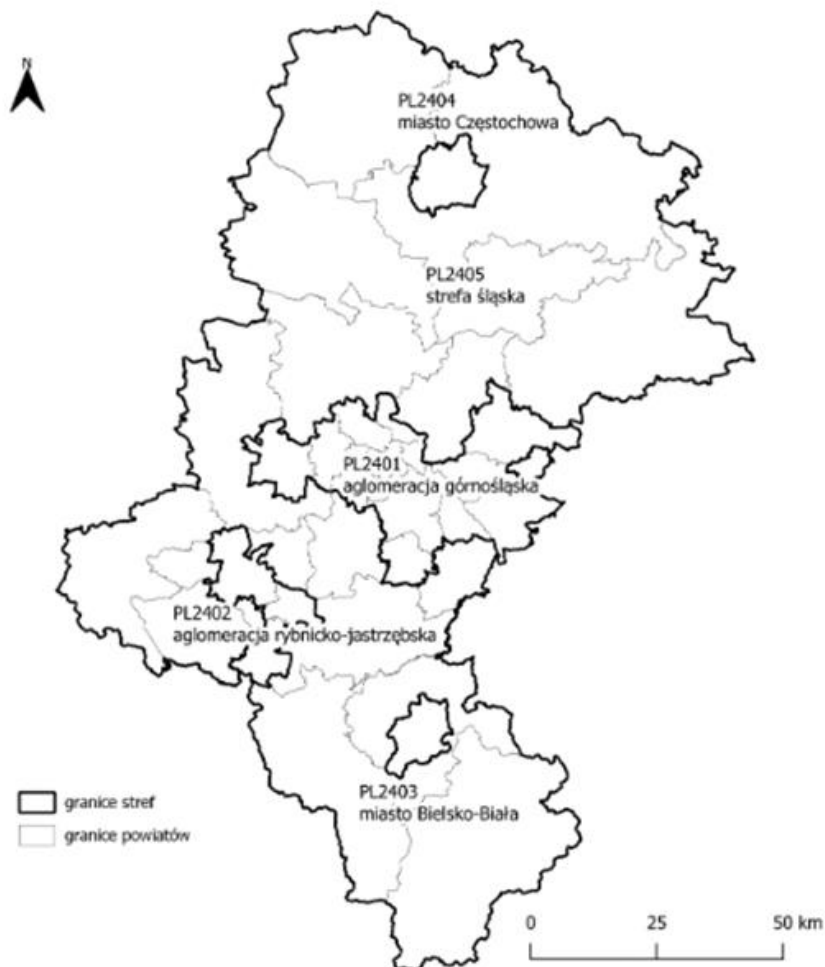 N
PL2404
miasto Częstochowa
PL2405
strefa śląska
PL2401
aglomeracja górnośląska
PL2402
aglomeracja rybnicko-jastrzębska
PL2403
miasto Bielsko-Biała
granice stref
granice powiatów
0 25 50 km